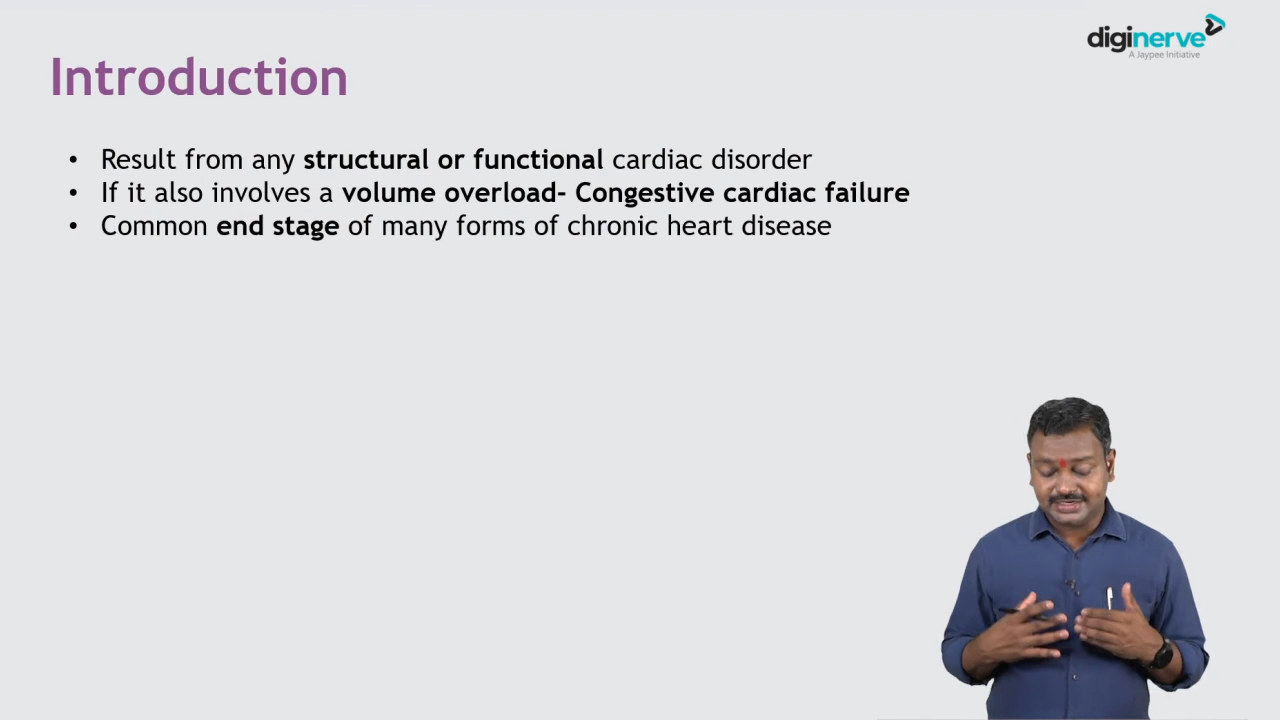 diginerve
A Jaypee Initiative
Introduction
• Result from any structural or functional cardiac disorder
• If it also involves a volume overload- Congestive cardiac failure
• Common end stage of many forms of chronic heart disease